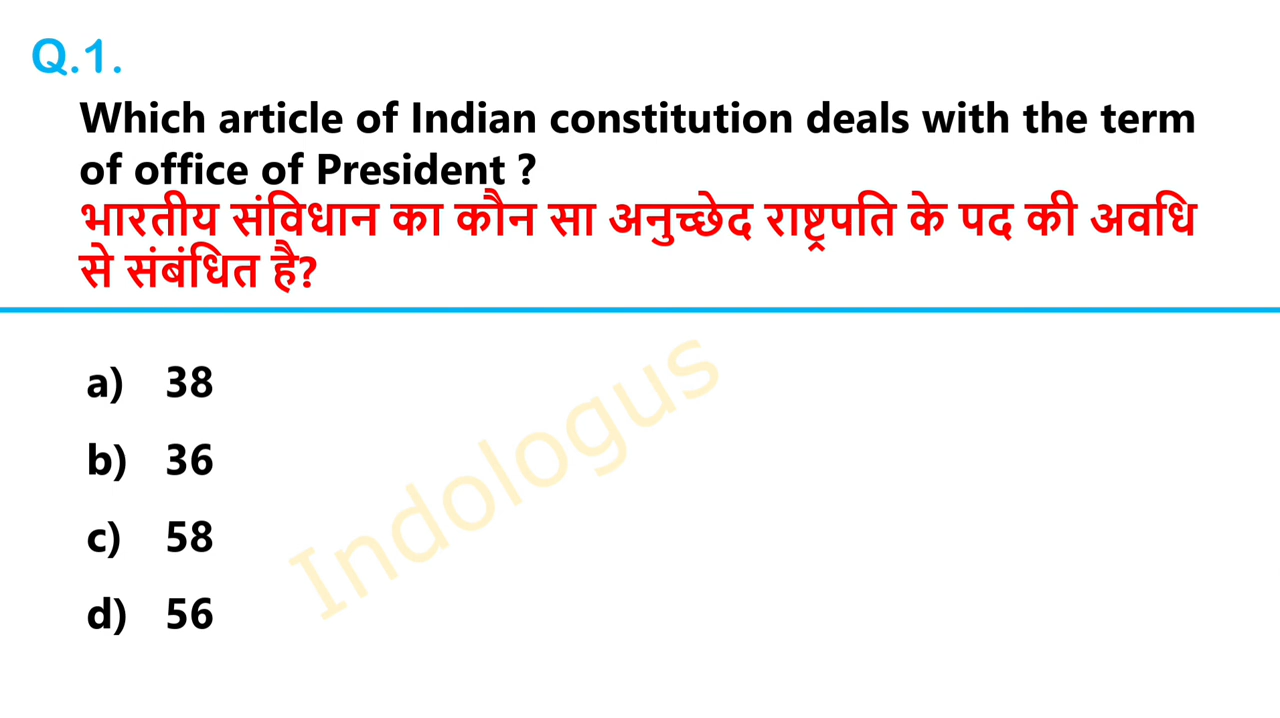 Q.1.
Which article of Indian constitution deals with the term
of office of President ?
भारतीय संविधान का कौन सा अनुच्छेद राष्ट्रपति के पद की अवधि
से संबंधित है?
a) 38
b) 36
c) 58
d) 56
Indologus